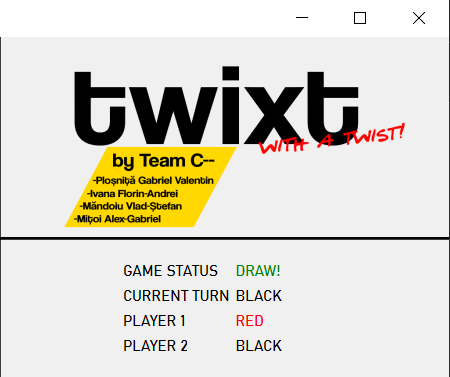 twixt
WITH A TWIST!
by Team C--
-Ploșniță Gabriel Valentin
-Ivana Florin-Andrei
-Măndoiu Vlad-Ștefan
-Mițoi Alex-Gabriel
GAME STATUS DRAW!
CURRENT TURN BLACK
PLAYER 1 RED
PLAYER 2 BLACK